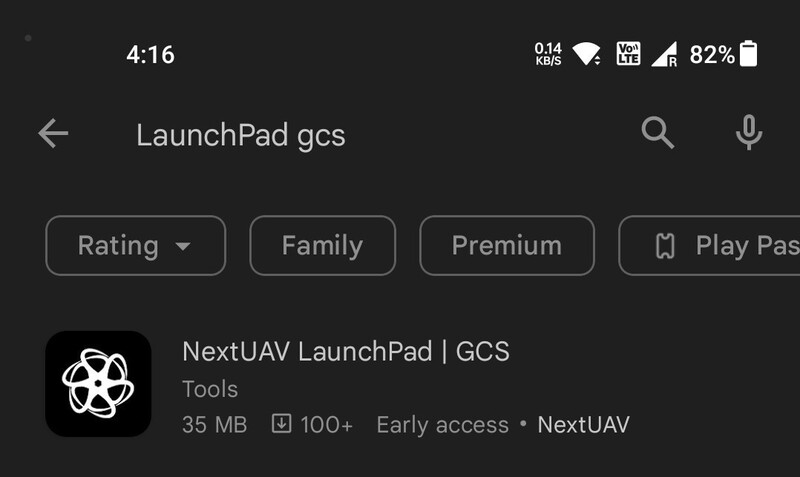 4:16 0.14 KB/S Vo LTE R 82%
LaunchPad gcs
Rating Family Premium Play Pas
NextUAV LaunchPad | GCS
Tools
35 MB 100+ Early access • NextUAV